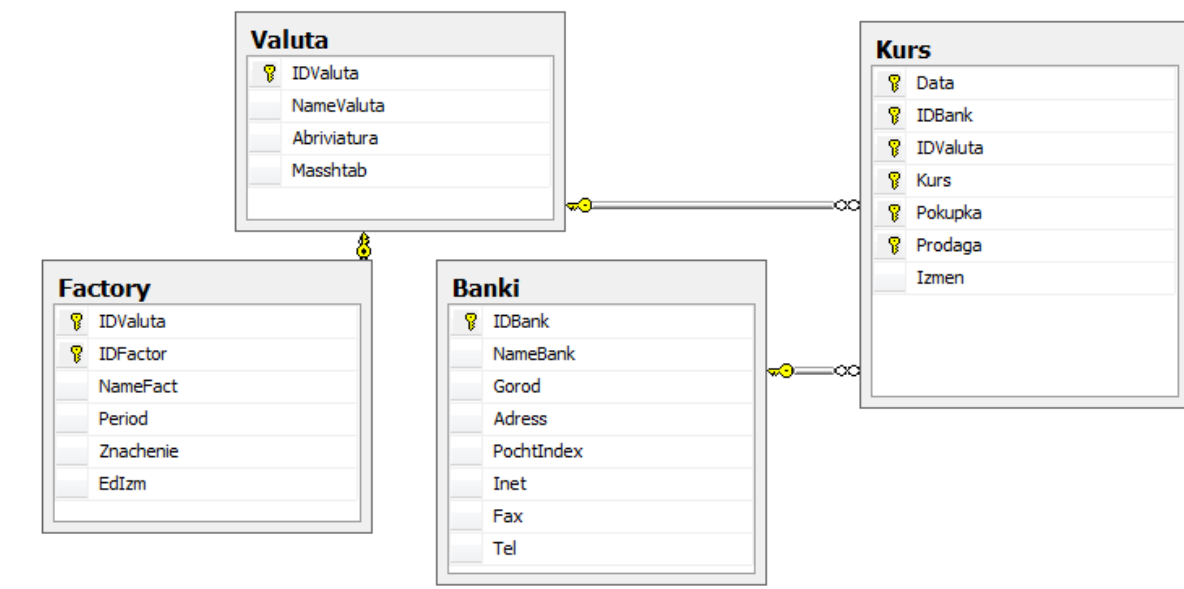 Valuta
IDValuta
NameValuta
Abriviatura
Masshtab
Kurs
Data
IDBank
IDValuta
Kurs
Pokupka
Prodaga
Izmen
Factory
IDValuta
IDFactor
NameFact
Period
Znachenie
EdIzm
Banki
IDBank
NameBank
Gorod
Adress
PochtIndex
Inet
Fax
Tel